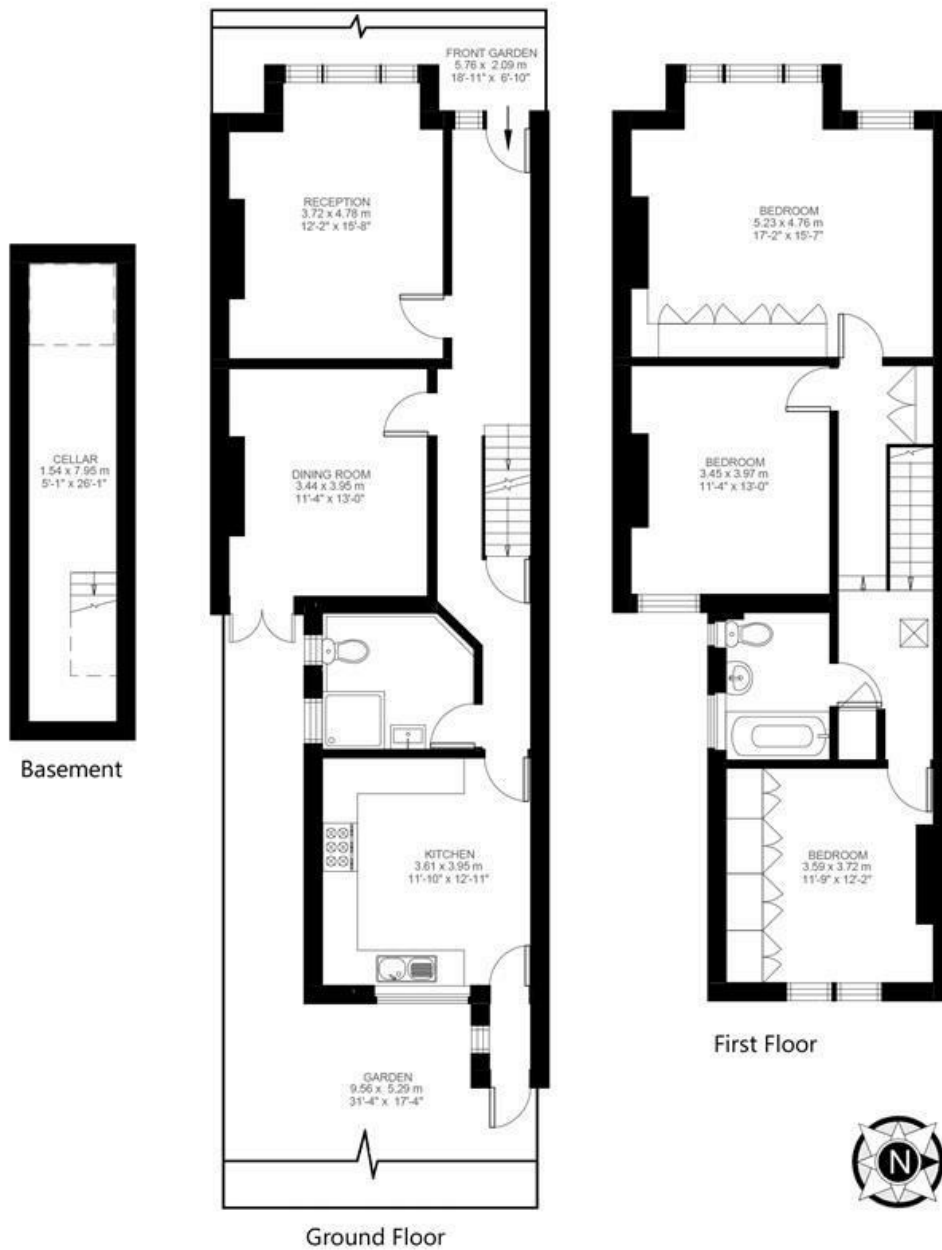 FRONT GARDEN
5.76 x 2.09 m
18'-11" x 6'-10"
RECEPTION
3.72 x 4.78 m
12'-2" x 15'-8"
BEDROOM
5.23 x 4.76 m
17'-2" x 15'-7"
CELLAR
1.54 x 7.95 m
5'-1" x 26'-1"
DINING ROOM
3.44 x 3.95 m
11'-4" x 13'-0"
BEDROOM
3.45 x 3.97 m
11'-4" x 13'-0"
Basement
KITCHEN
3.61 x 3.95 m
11'-10" x 12'-11"
BEDROOM
3.59 x 3.72 m
11'-9" x 12'-2"
First Floor
GARDEN
9.56 x 5.29 m
31'-4" x 17'-4"
N
Ground Floor